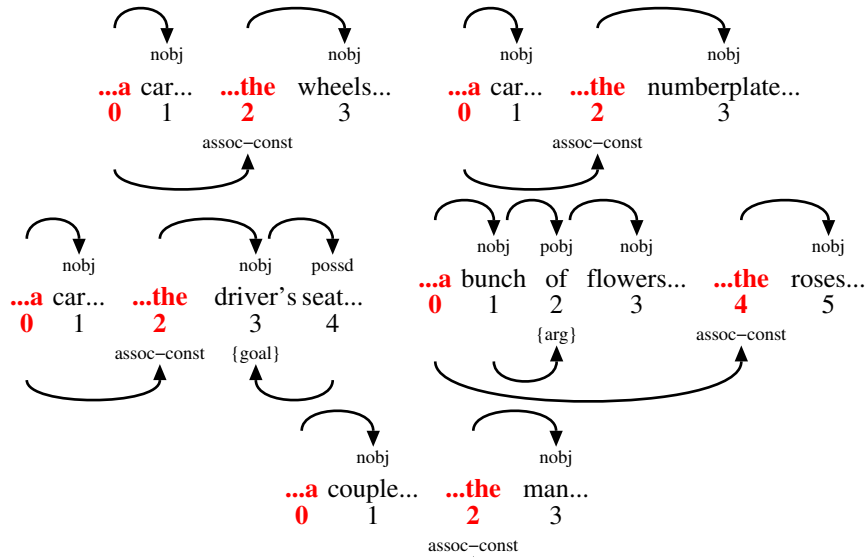 nobj nobj nobj nobj
...a car... ...the wheels... ...a car... ...the numberplate...
0 1 2 3 0 1 2 3
assoc−const assoc−const
nobj nobj possd nobj pobj nobj nobj
...a car... ...the driver's seat... ...a bunch of flowers... ...the roses...
0 1 2 3 4 0 1 2 3 4 5
assoc−const {goal} {arg} assoc−const
nobj nobj
...a couple... ...the man...
0 1 2 3
assoc−const